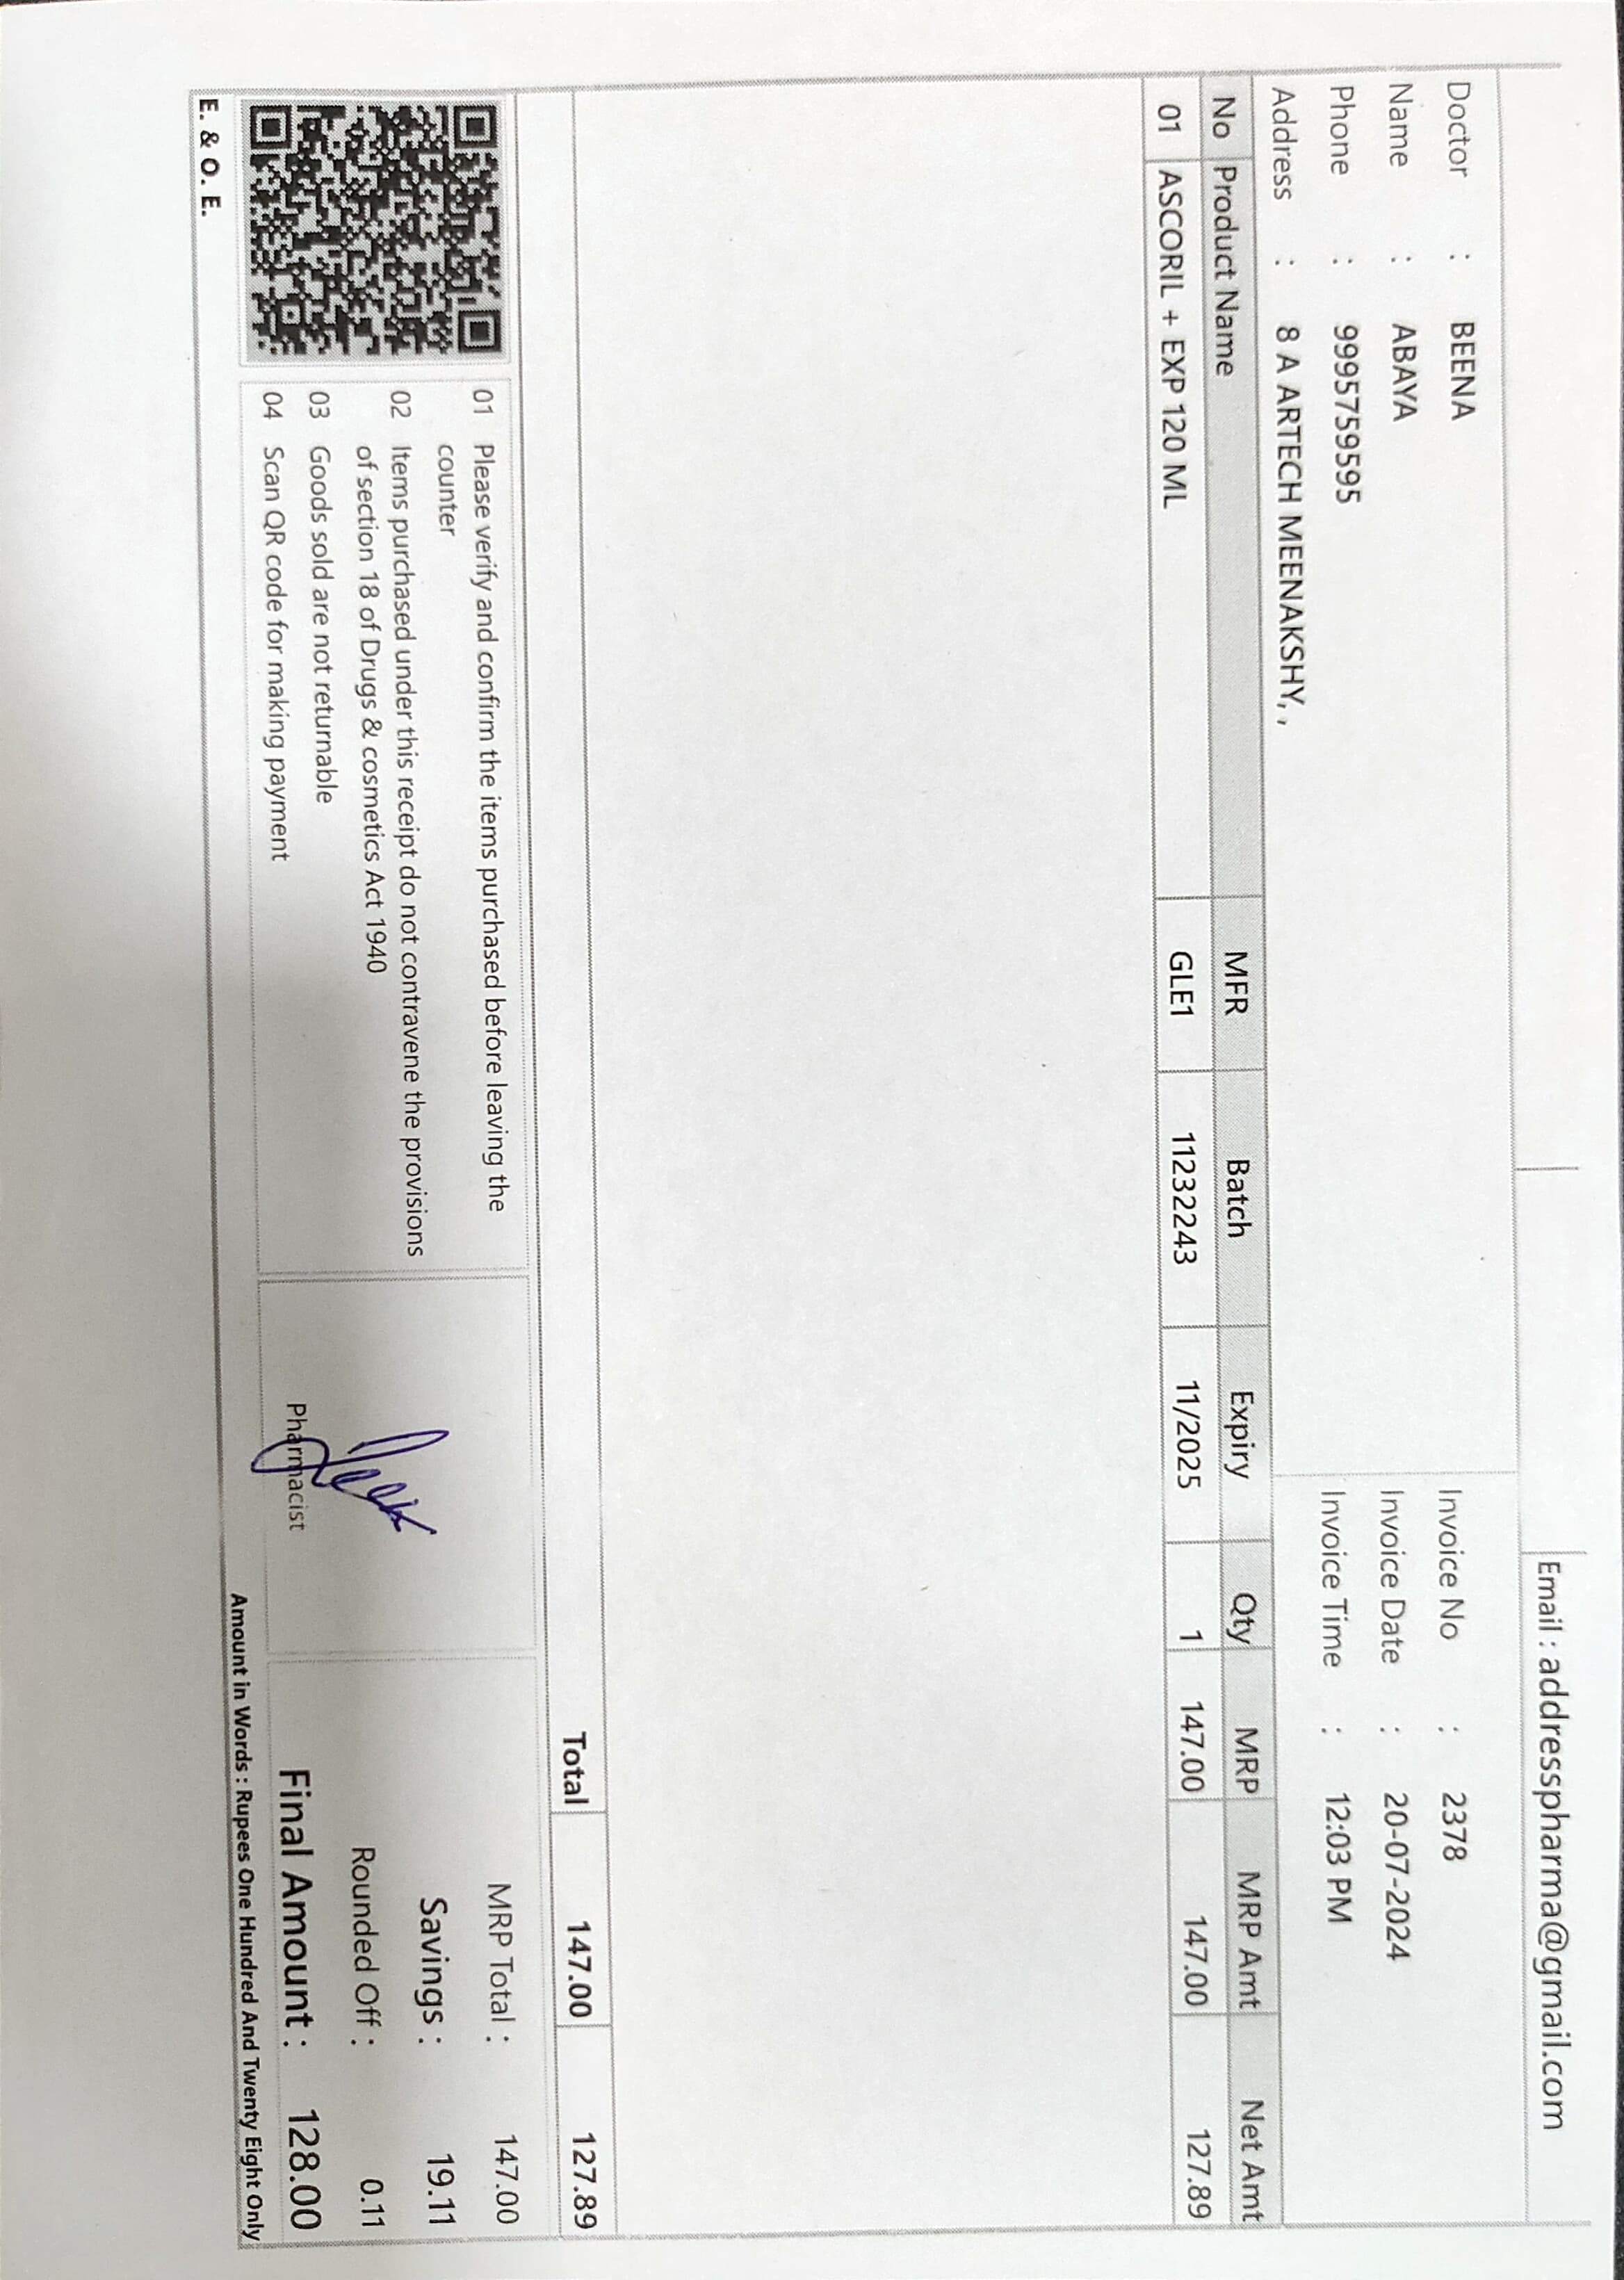 Email : addresspharma@gmail.com
Doctor : BEENA
Name : ABAYA
Phone : 9995759595
Address : 8 A ARTECH MEENAKSHY, ,
Invoice No : 2378
Invoice Date : 20-07-2024
Invoice Time : 12:03 PM
No Product Name MFR Batch Expiry Qty MRP MRP Amt Net Amt
01 ASCORIL + EXP 120 ML GLE1 11232243 11/2025 1 147.00 147.00 127.89
Total 147.00 127.89
01 Please verify and confirm the items purchased before leaving the
counter
02 Items purchased under this receipt do not contravene the provisions
of section 18 of Drugs & cosmetics Act 1940
03 Goods sold are not returnable
04 Scan QR code for making payment
Pharmacist
MRP Total : 147.00
Savings : 19.11
Rounded Off : 0.11
Final Amount : 128.00
Amount in Words : Rupees One Hundred And Twenty Eight Only
E. & O. E.